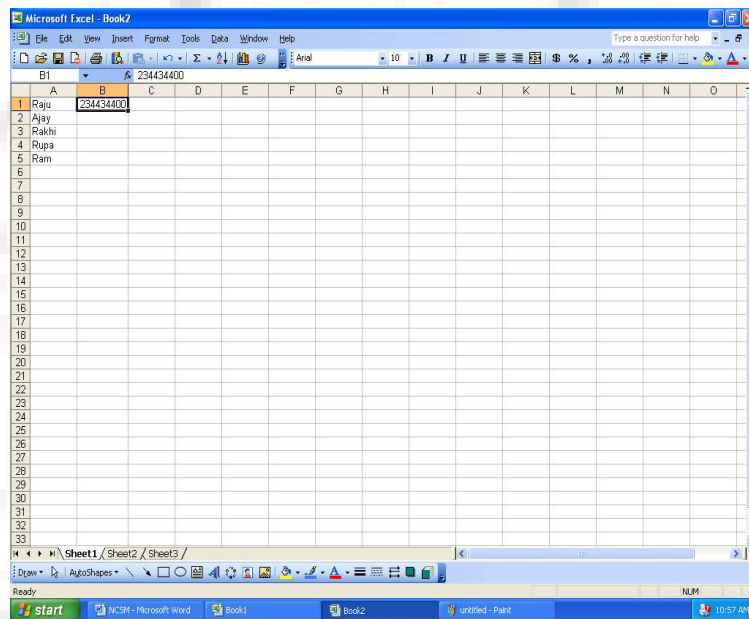 Microsoft Excel - Book2
File Edit View Insert Format Tools Data Window Help Type a question for help
Arial 10 B I U $ % ,
B1 fx 234434400
A B C D E F G H I J K L M N O
1 Raju 234434400
2 Ajay
3 Rakhi
4 Rupa
5 Ram
6
7
8
9
10
11
12
13
14
15
16
17
18
19
20
21
22
23
24
25
26
27
28
29
30
31
32
33
Sheet1 / Sheet2 / Sheet3 /
Draw AutoShapes
Ready NUM
start NCSM - Microsoft Word Book1 Book2 untitled - Paint 10:57 AM